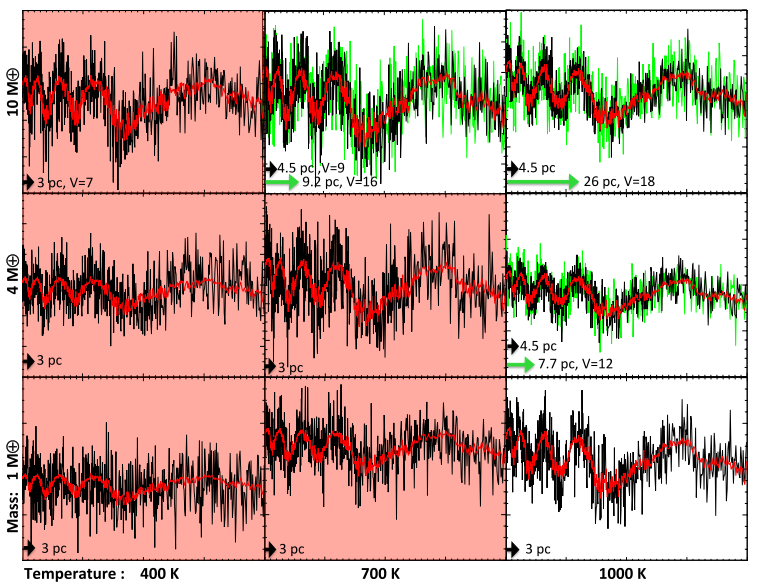 10 M⊕
3 pc, V=7
4.5 pc ,V=9
9.2 pc, V=16
4.5 pc
26 pc, V=18
4 M⊕
3 pc
3 pc
4.5 pc
7.7 pc, V=12
Mass: 1 M⊕
3 pc
3 pc
3 pc
Temperature : 400 K 700 K 1000 K